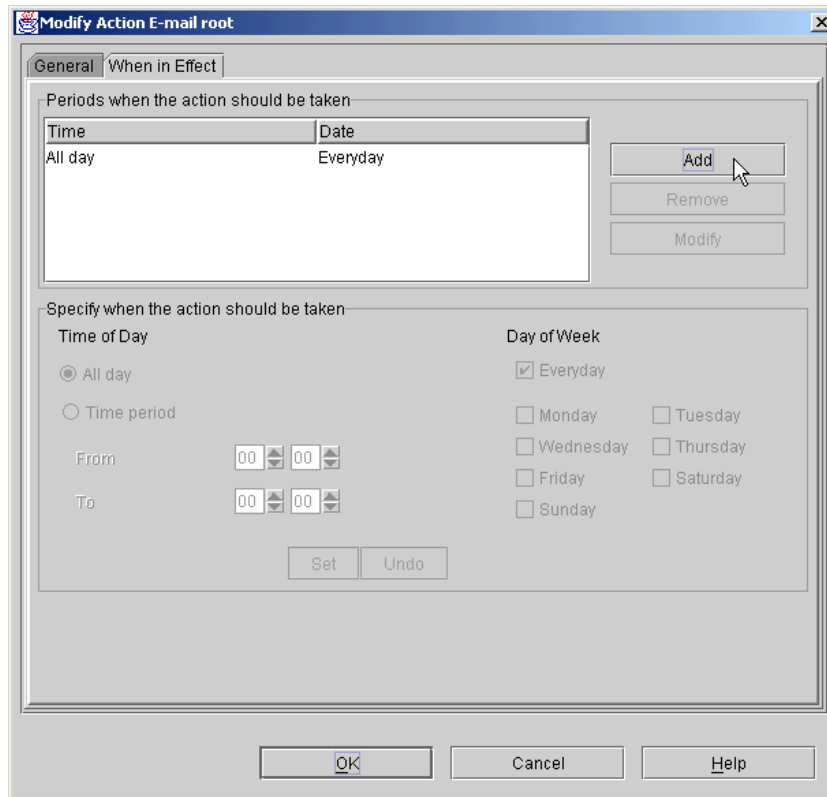 Modify Action E-mail root
General When in Effect
Periods when the action should be taken
Time Date
All day Everyday
Add
Remove
Modify
Specify when the action should be taken
Time of Day Day of Week
All day Everyday
Time period Monday Tuesday
Wednesday Thursday
From 00 00
Friday Saturday
To 00 00
Sunday
Set Undo
OK Cancel Help